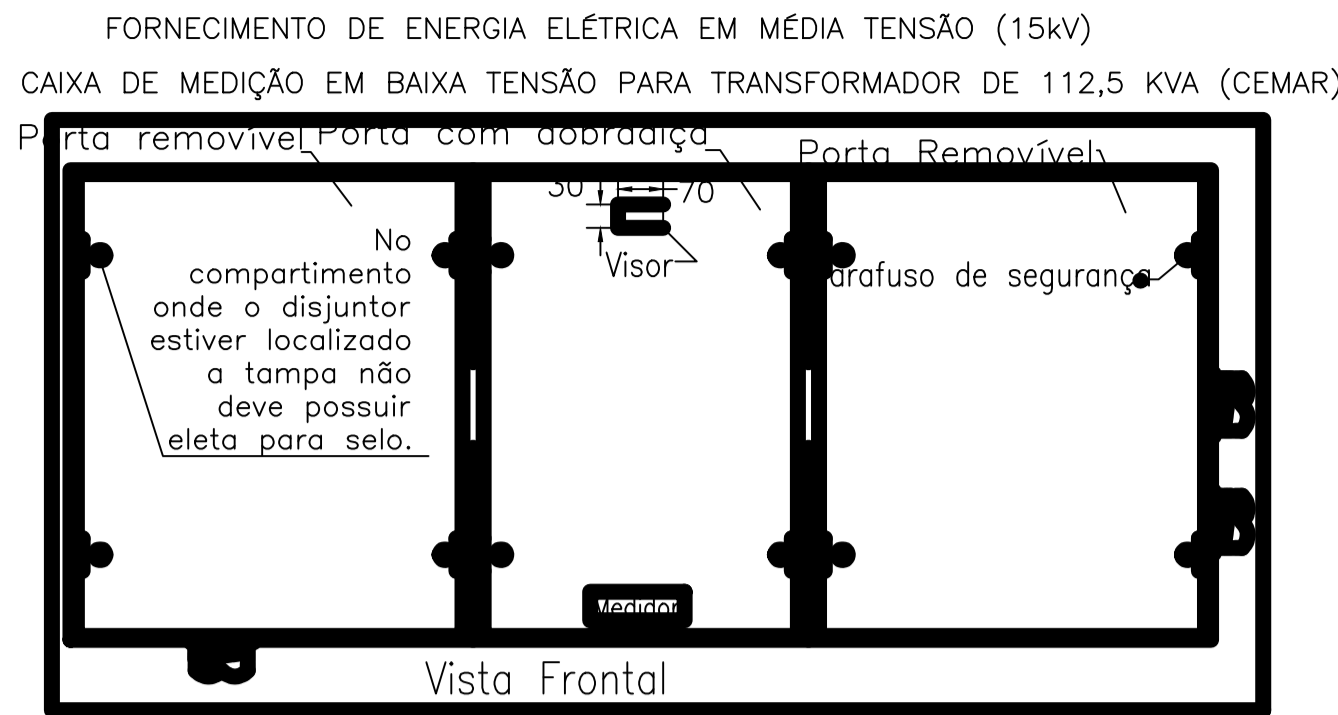 FORNECIMENTO DE ENERGIA ELÉTRICA EM MÉDIA TENSÃO (15kV)
CAIXA DE MEDIÇÃO EM BAIXA TENSÃO PARA TRANSFORMADOR DE 112,5 KVA (CEMAR)
Porta removível
Porta com dobradiça
Porta Removível
30
70
Visor
arafuso de segurança
No
compartimento
onde o disjuntor
estiver localizado
a tampa não
deve possuir
eleta para selo.
Medidor
Vista Frontal